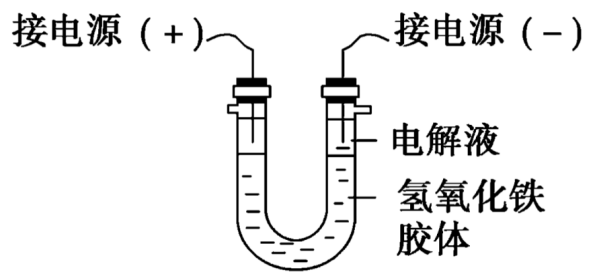 接电源 (+)
接电源 (−)
电解液
氢氧化铁
胶体